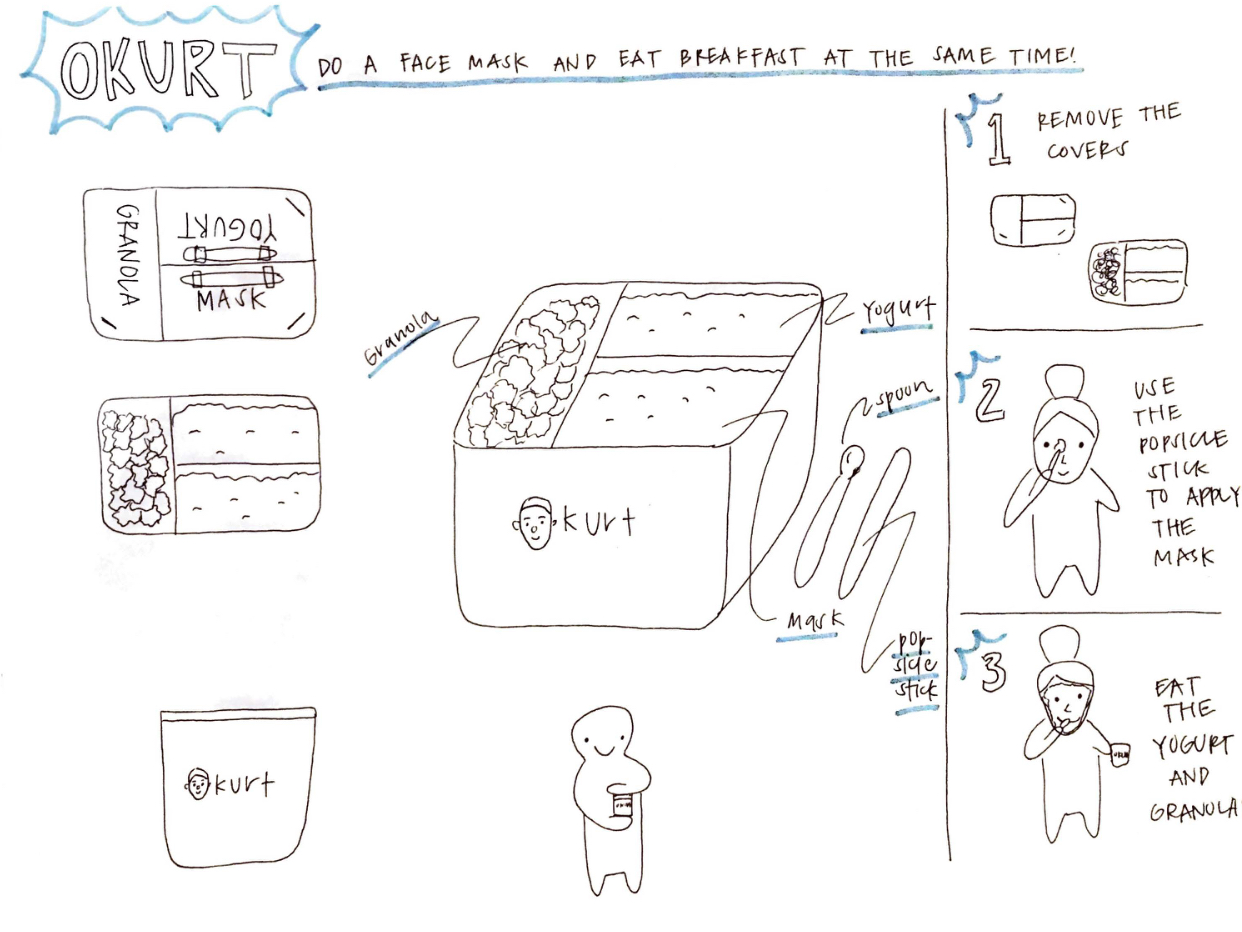 OKURT
DO A FACE MASK AND EAT BREAKFAST AT THE SAME TIME!
GRANOLA
YOGURT
MASK
Granola
Yogurt
spoon
kurt
Mask
pop-
sicle
stick
kurt
1 REMOVE THE
COVERS
2 USE
THE
POPSICLE
STICK
TO APPLY
THE
MASK
3 EAT
THE
YOGURT
AND
GRANOLA